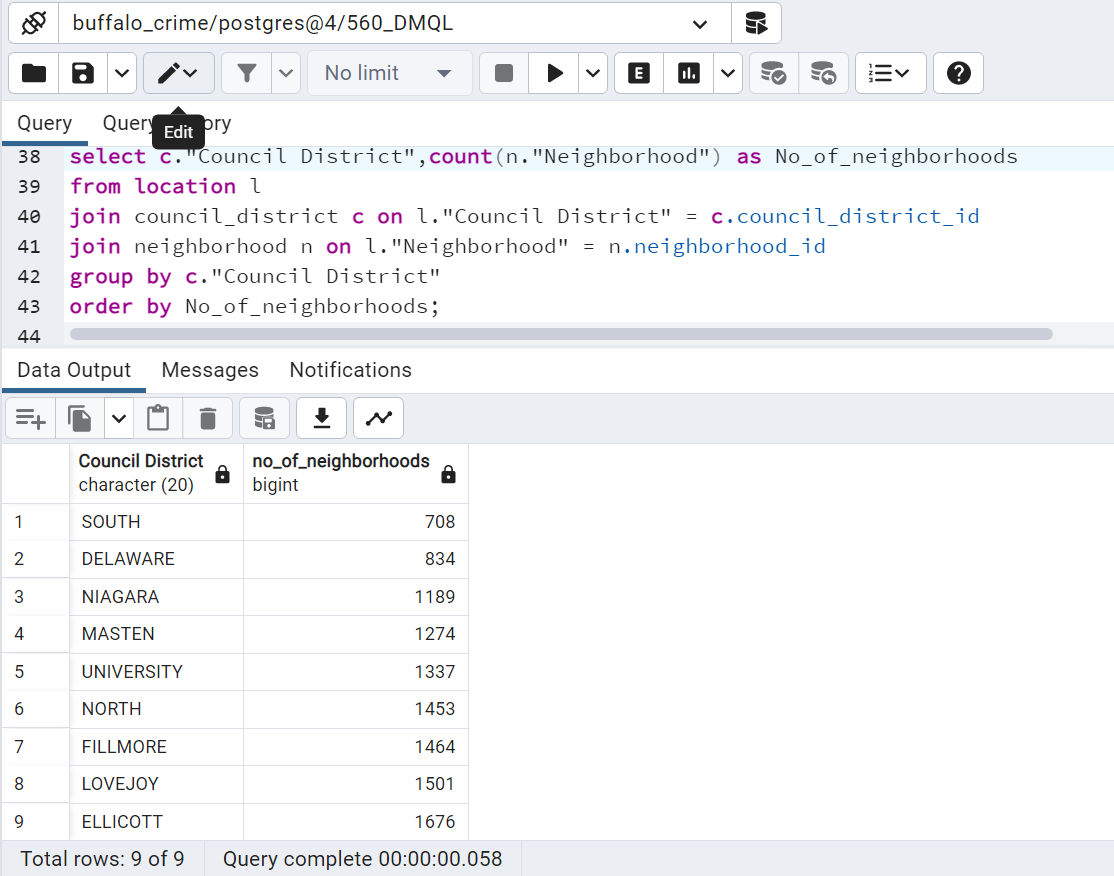 buffalo_crime/postgres@4/560_DMQL
No limit
E
Query Query ory
Edit
38 select c."Council District",count(n."Neighborhood") as No_of_neighborhoods
39 from location l
40 join council_district c on l."Council District" = c.council_district_id
41 join neighborhood n on l."Neighborhood" = n.neighborhood_id
42 group by c."Council District"
43 order by No_of_neighborhoods;
44
Data Output Messages Notifications
Council District no_of_neighborhoods
character (20) bigint
1 SOUTH 708
2 DELAWARE 834
3 NIAGARA 1189
4 MASTEN 1274
5 UNIVERSITY 1337
6 NORTH 1453
7 FILLMORE 1464
8 LOVEJOY 1501
9 ELLICOTT 1676
Total rows: 9 of 9 Query complete 00:00:00.058